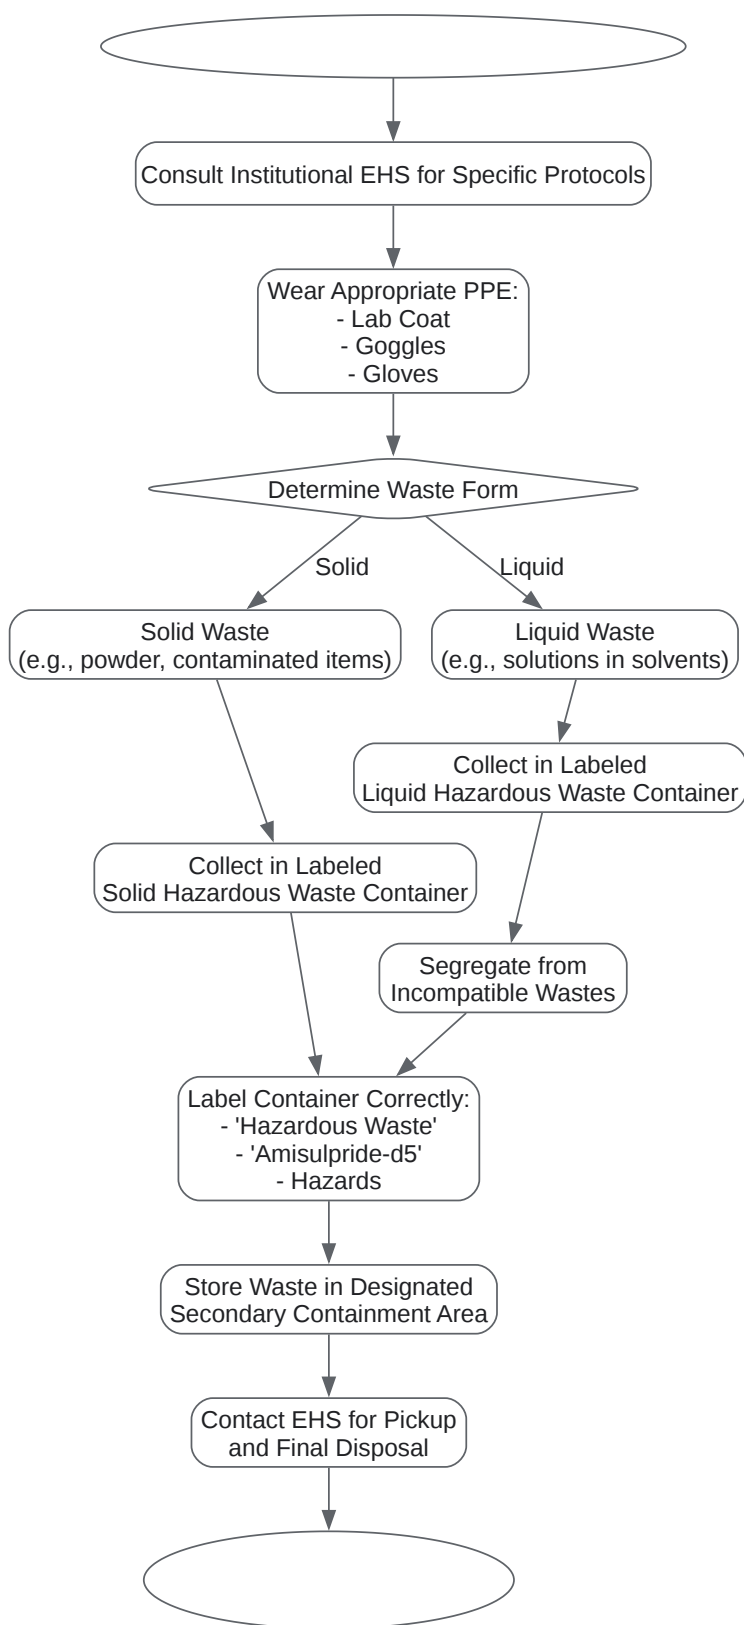 Consult Institutional EHS for Specific Protocols
Wear Appropriate PPE:
- Lab Coat
- Goggles
- Gloves
Determine Waste Form
Solid
Liquid
Solid Waste
(e.g., powder, contaminated items)
Liquid Waste
(e.g., solutions in solvents)
Collect in Labeled
Liquid Hazardous Waste Container
Collect in Labeled
Solid Hazardous Waste Container
Segregate from
Incompatible Wastes
Label Container Correctly:
- 'Hazardous Waste'
- 'Amisulpride-d5'
- Hazards
Store Waste in Designated
Secondary Containment Area
Contact EHS for Pickup
and Final Disposal